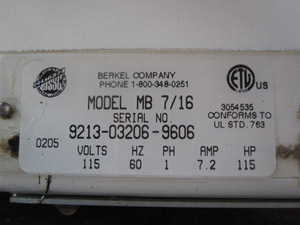 BERKEL COMPANY
PHONE 1-800-348-0251
ETL US
MODEL MB 7/16
SERIAL NO.
9213-03206-9606
3054535
CONFORMS TO
UL STD. 763
0205
VOLTS HZ PH AMP HP
115 60 1 7.2 115